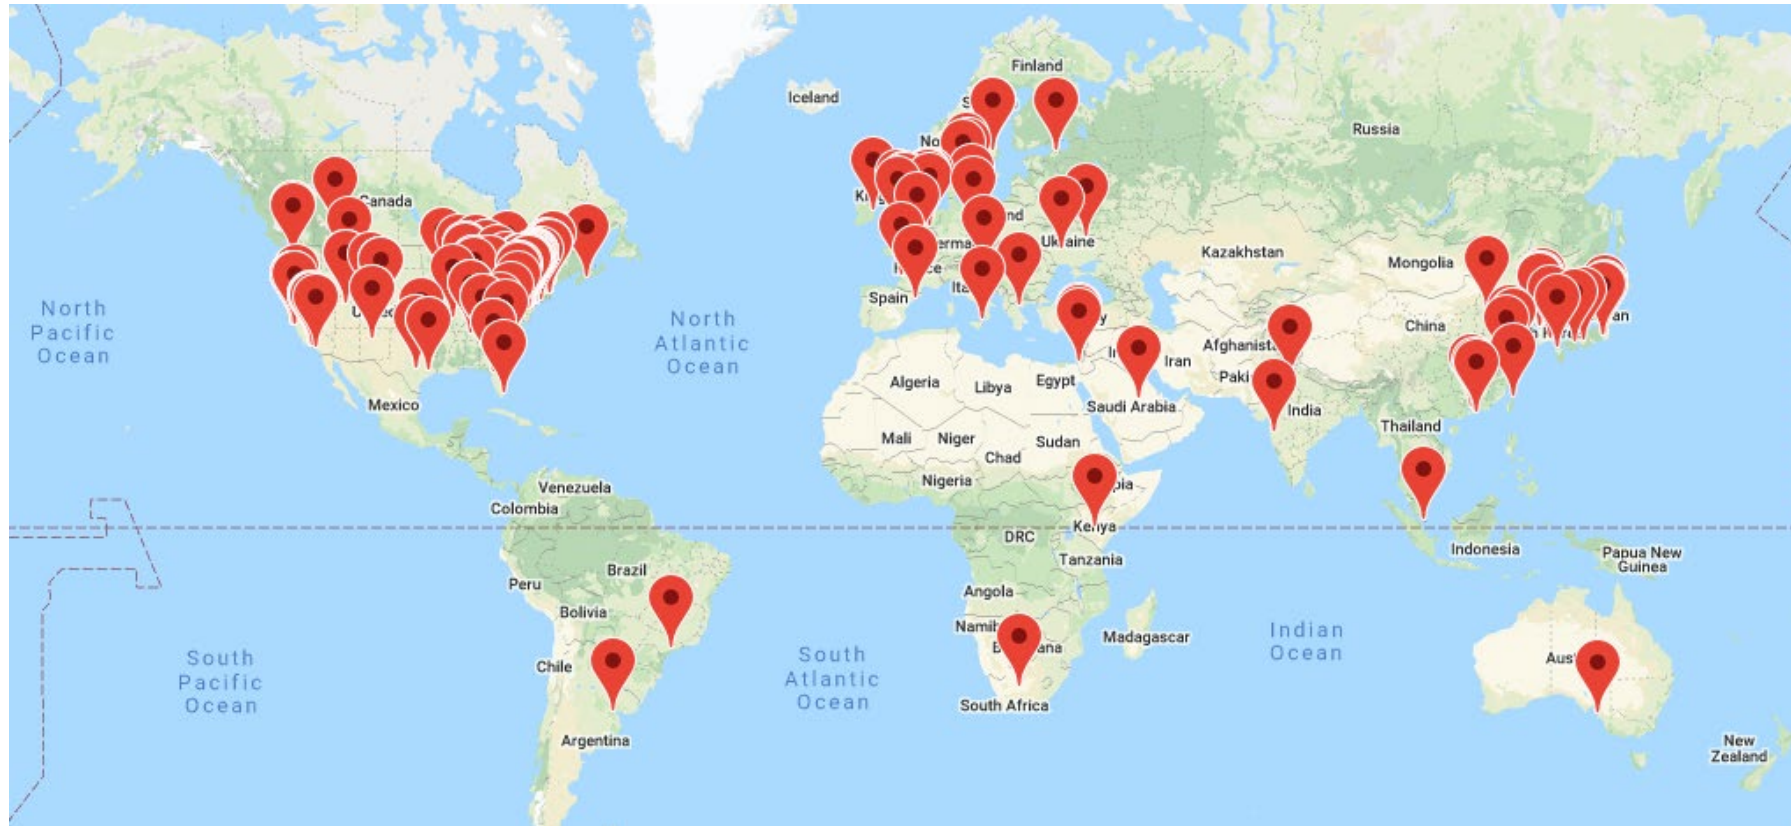 Finland
Iceland
Russia
Canada
Ukraine
Kazakhstan
Mongolia
Spain
North
Pacific
Ocean
North
Atlantic
Ocean
China
Iran
Algeria
Libya
Egypt
Saudi Arabia
India
Mexico
Thailand
Mali
Niger
Chad
Sudan
Nigeria
Venezuela
Colombia
Kenya
DRC
Indonesia
Papua New
Guinea
Tanzania
Brazil
Peru
Angola
Bolivia
Madagascar
Indian
Ocean
Chile
South
Pacific
Ocean
South
Atlantic
Ocean
South Africa
Argentina
New
Zealand